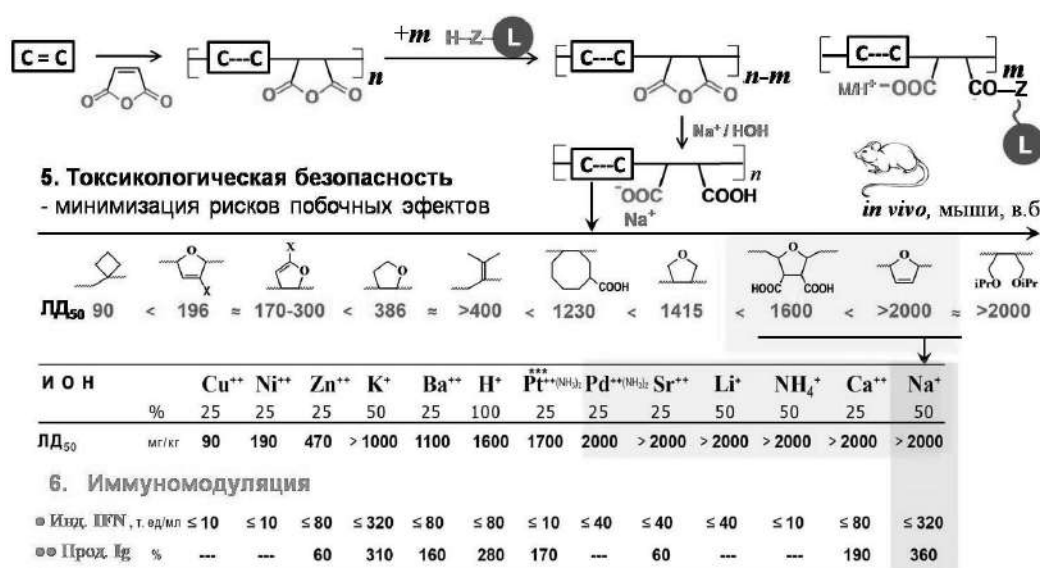 +m H–Z–L
C = C
C---C
n
C---C
n–m
C---C
m
M/H⁺ –OOC CO–Z
L
Na⁺ / HOH
C---C
n
⁻OOC COOH
Na⁺
5. Токсикологическая безопасность
- минимизация рисков побочных эфектов
in vivo, мыши, в.б
O X
X O
O
COOH
O
O
HOOC COOH
O
iPrO OiPr
ЛД₅₀ 90 < 196 ≈ 170-300 < 386 ≈ >400 < 1230 < 1415 < 1600 < >2000 ≈ >2000
ИОН Cu⁺⁺ Ni⁺⁺ Zn⁺⁺ K⁺ Ba⁺⁺ H⁺ Pt⁺⁺(NH₃)₂ *** Pd⁺⁺(NH₃)₂ Sr⁺⁺ Li⁺ NH₄⁺ Ca⁺⁺ Na⁺
% 25 25 25 50 25 100 25 25 25 50 50 25 50
ЛД₅₀ мг/кг 90 190 470 > 1000 1100 1600 1700 2000 > 2000 > 2000 > 2000 > 2000 > 2000
6. Иммуномодуляция
Инд. IFN, т. ед/мл ≤ 10 ≤ 10 ≤ 80 ≤ 320 ≤ 80 ≤ 80 ≤ 10 ≤ 40 ≤ 40 ≤ 40 ≤ 10 ≤ 80 ≤ 320
Прод. Ig % --- --- 60 310 160 280 170 --- 60 --- --- 190 360